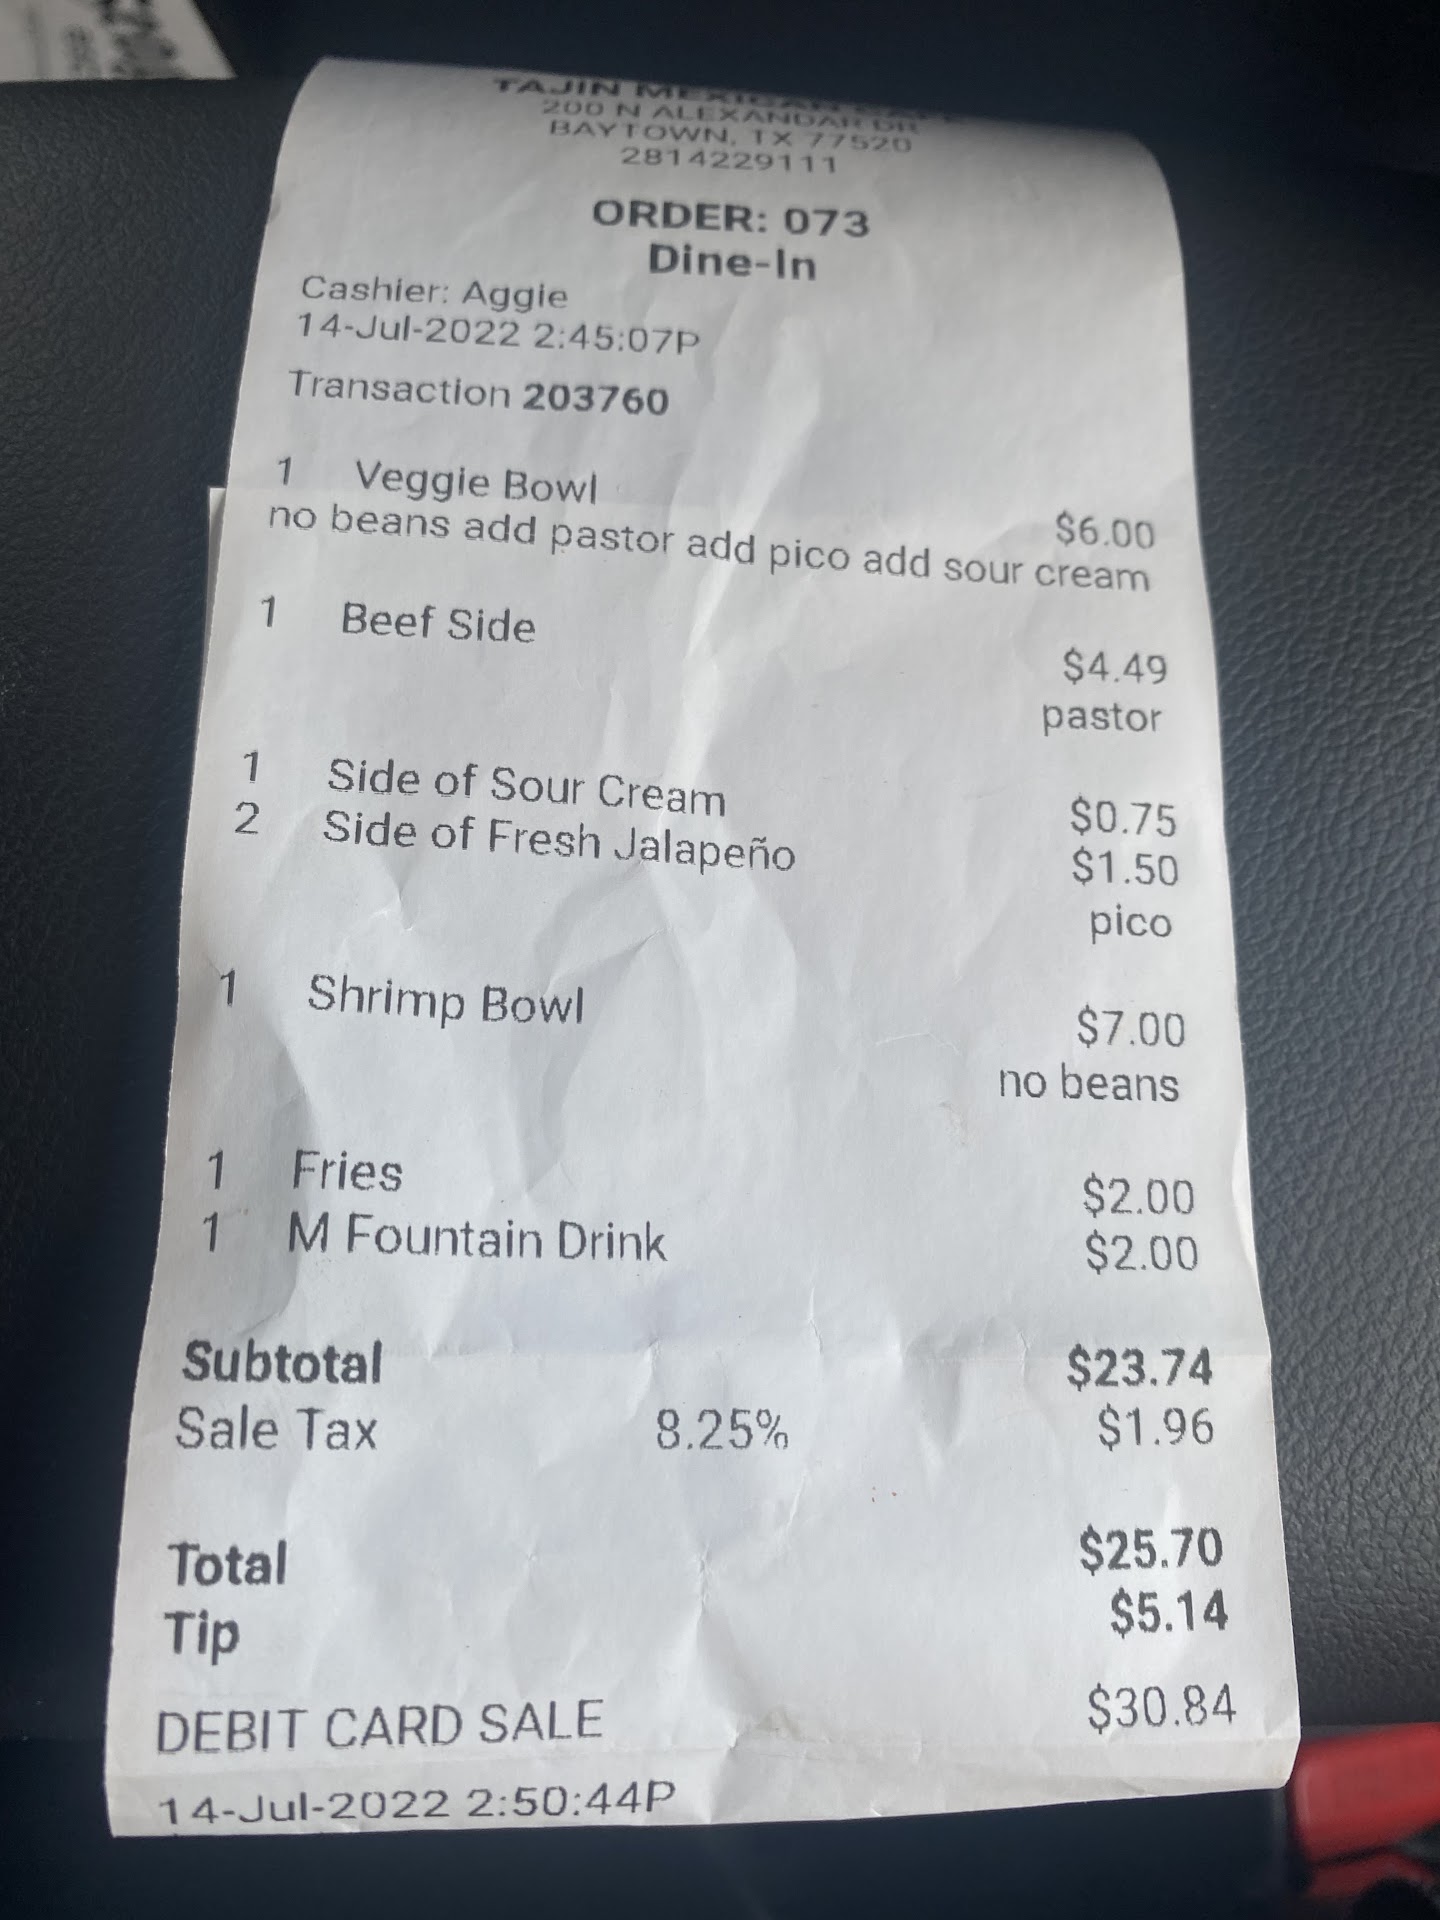 TAJIN MEXICAN
200 N ALEXANDAR DR
BAYTOWN, TX 77520
2814229111
ORDER: 073
Dine-In
Cashier: Aggie
14-Jul-2022 2:45:07P
Transaction 203760
1 Veggie Bowl $6.00
no beans add pastor add pico add sour cream
1 Beef Side $4.49
pastor
1 Side of Sour Cream $0.75
2 Side of Fresh Jalapeño $1.50
pico
1 Shrimp Bowl $7.00
no beans
1 Fries $2.00
1 M Fountain Drink $2.00
Subtotal $23.74
Sale Tax 8.25% $1.96
Total $25.70
Tip $5.14
DEBIT CARD SALE $30.84
14-Jul-2022 2:50:44P